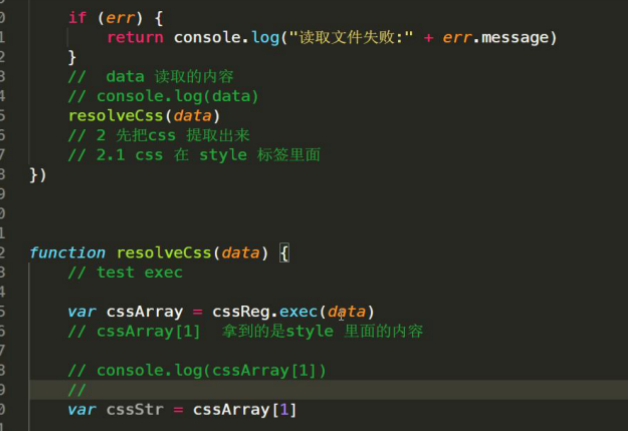 if (err) {
return console.log("读取文件失败:" + err.message)
}
// data 读取的内容
// console.log(data)
resolveCss(data)
// 2 先把css 提取出来
// 2.1 css 在 style 标签里面
})
function resolveCss(data) {
// test exec
var cssArray = cssReg.exec(data)
// cssArray[1] 拿到的是style 里面的内容
// console.log(cssArray[1])
//
var cssStr = cssArray[1]